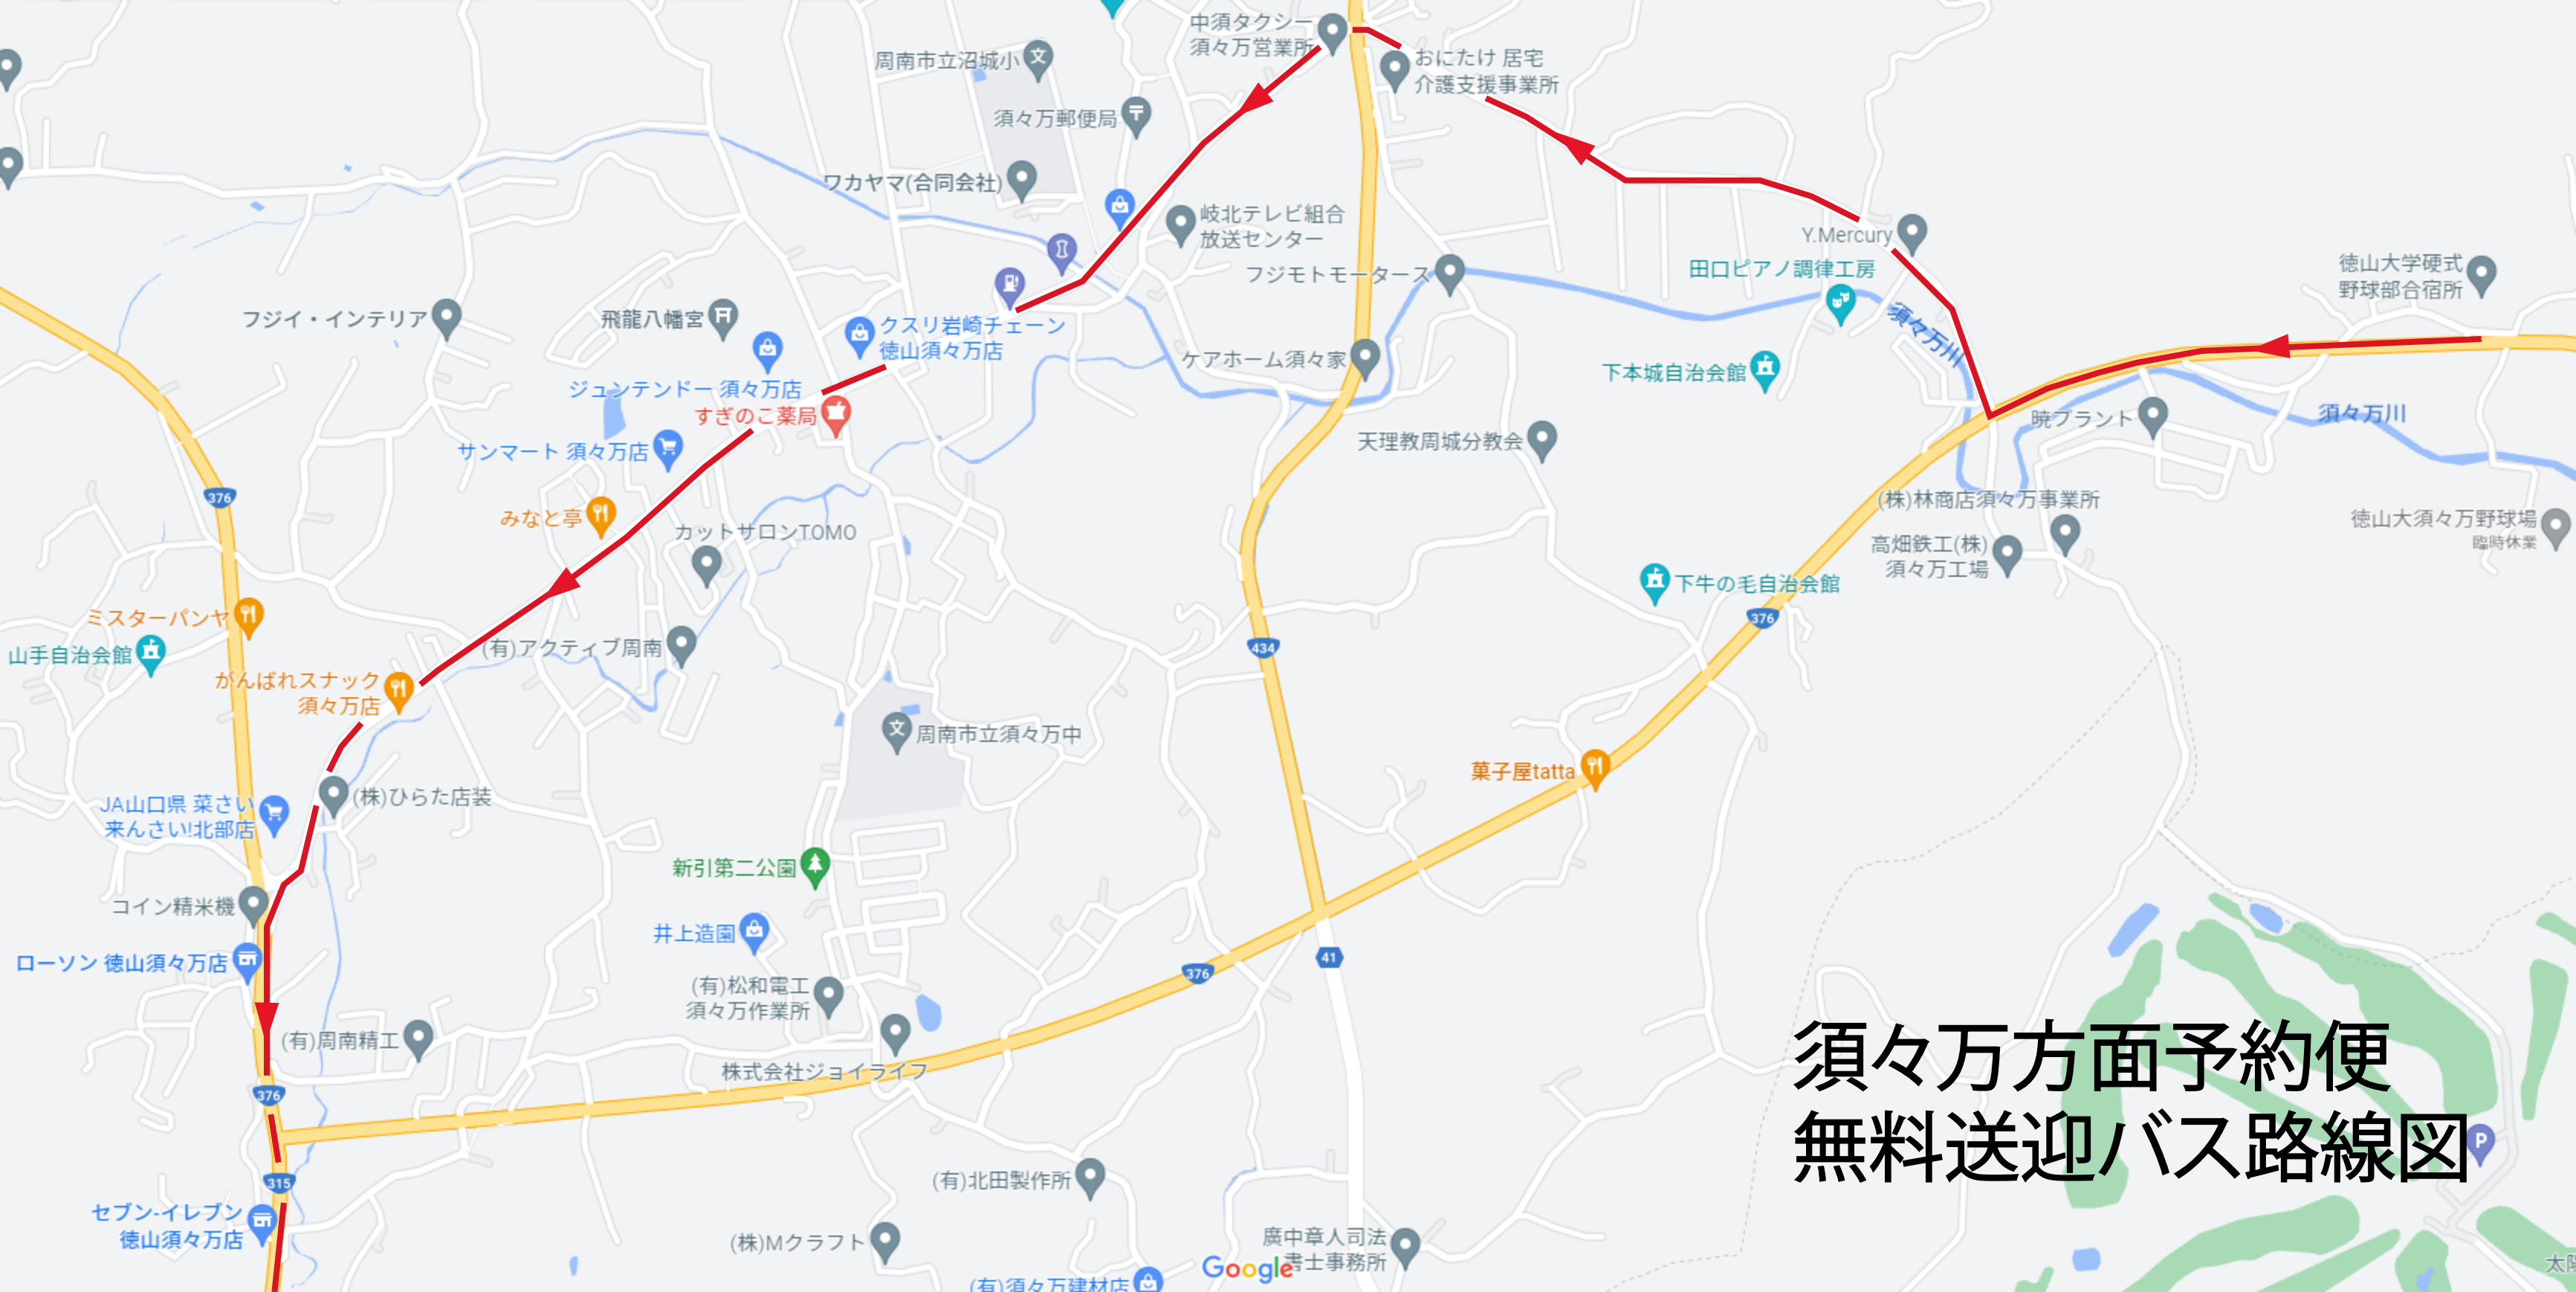 中須タクシー
須々万営業所
おにたけ 居宅
介護支援事業所
周南市立沼城小
須々万郵便局
ワカヤマ(合同会社)
岐北テレビ組合
放送センター
Y.Mercury
フジモトモータース
田口ピアノ調律工房
徳山大学硬式
野球部合宿所
須々万川
フジイ・インテリア
飛龍八幡宮
クスリ岩崎チェーン
徳山須々万店
ケアホーム須々家
下本城自治会館
ジュンテンドー 須々万店
すぎのこ薬局
暁プラント
須々万川
サンマート 須々万店
天理教周城分教会
376
(株)林商店須々万事業所
みなと亭
カットサロンTOMO
徳山大須々万野球場
臨時休業
高畑鉄工(株)
須々万工場
下牛の毛自治会館
ミスターパンヤ
376
山手自治会館
(有)アクティブ周南
434
がんばれスナック
須々万店
周南市立須々万中
菓子屋tatta
JA山口県 菜さい
来んさい!北部店
(株)ひらた店装
新引第二公園
コイン精米機
井上造園
ローソン 徳山須々万店
376
41
(有)松和電工
須々万作業所
(有)周南精工
株式会社ジョイライフ
須々万方面予約便
無料送迎バス路線図
376
P
315
(有)北田製作所
セブン-イレブン
徳山須々万店
(株)Mクラフト
廣中章人司法
書士事務所
Google
(有)須々万建材店